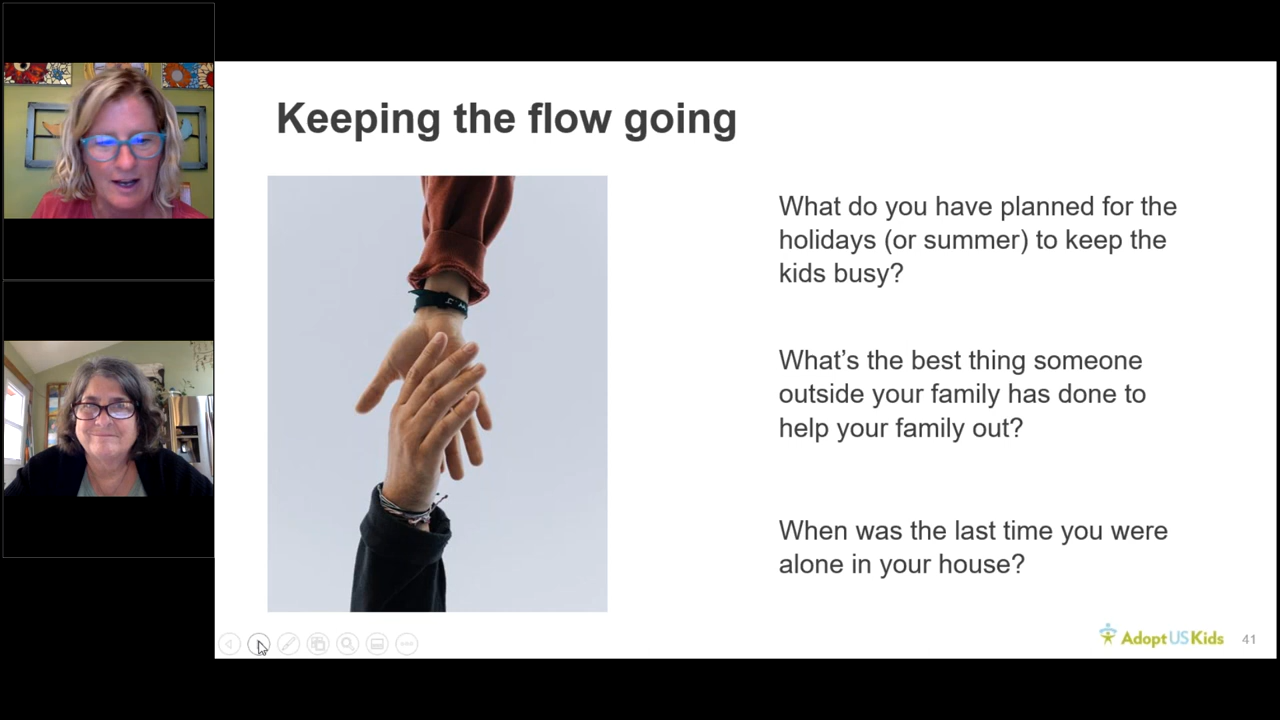 Keeping the flow going
What do you have planned for the
holidays (or summer) to keep the
kids busy?
What’s the best thing someone
outside your family has done to
help your family out?
When was the last time you were
alone in your house?
AdoptUSKids
41